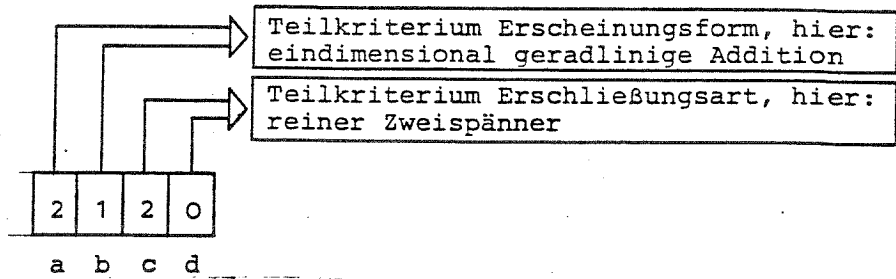 Teilkriterium Erscheinungsform, hier:
eindimensional geradlinige Addition
Teilkriterium Erschließungsart, hier:
reiner Zweispänner
2 1 2 0
a b c d